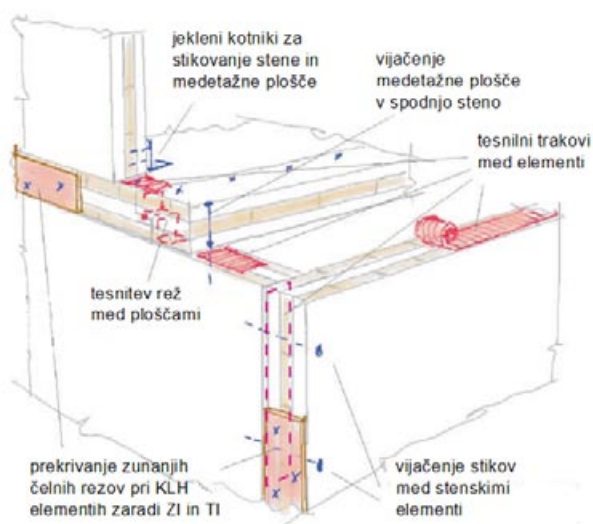 jekleni kotniki za
stikovanje stene in
medetažne plošče
vijačenje
medetažne plošče
v spodnjo steno
tesnilni trakovi
med elementi
tesnitev rež
med ploščami
prekrivanje zunanjih
čelnih rezov pri KLH
elementih zaradi ZI in TI
vijačenje stikov
med stenskimi
elementi